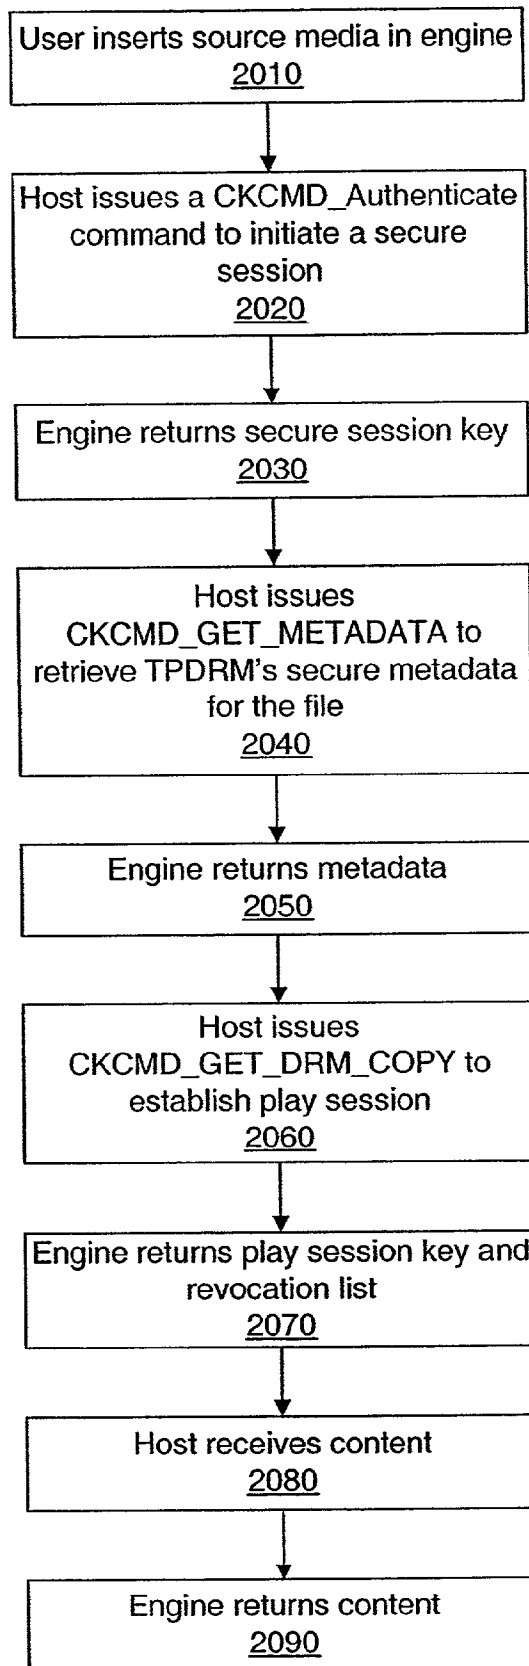 User inserts source media in engine
2010
Host issues a CKCMD_Authenticate
command to initiate a secure
session
2020
Engine returns secure session key
2030
Host issues
CKCMD_GET_METADATA to
retrieve TPDRM's secure metadata
for the file
2040
Engine returns metadata
2050
Host issues
CKCMD_GET_DRM_COPY to
establish play session
2060
Engine returns play session key and
revocation list
2070
Host receives content
2080
Engine returns content
2090